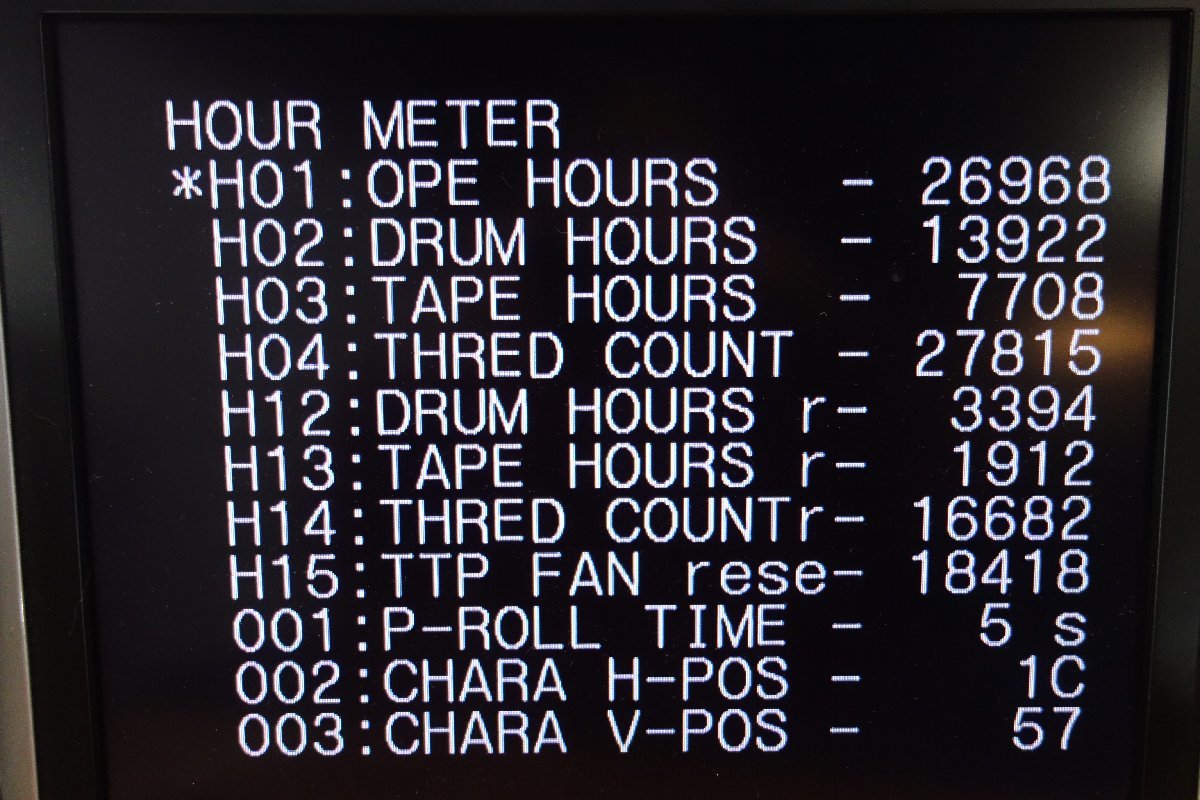 HOUR METER
*H01:OPE HOURS - 26968
H02:DRUM HOURS - 13922
H03:TAPE HOURS - 7708
H04:THRED COUNT - 27815
H12:DRUM HOURS r- 3394
H13:TAPE HOURS r- 1912
H14:THRED COUNTr- 16682
H15:TTP FAN rese- 18418
001:P-ROLL TIME - 5 s
002:CHARA H-POS - 1C
003:CHARA V-POS - 57